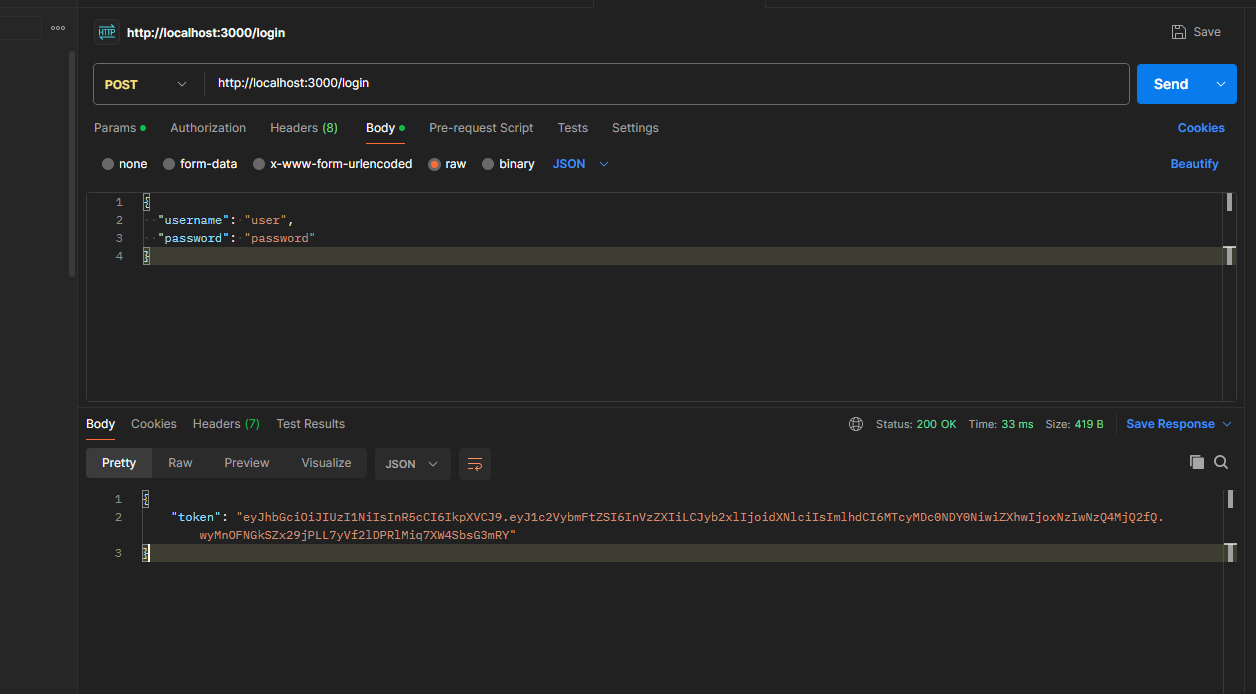 HTTP http://localhost:3000/login Save
POST http://localhost:3000/login Send
Params Authorization Headers (8) Body Pre-request Script Tests Settings Cookies
none form-data x-www-form-urlencoded raw binary JSON Beautify
1 {
2 "username": "user",
3 "password": "password"
4 }
Body Cookies Headers (7) Test Results Status: 200 OK Time: 33 ms Size: 419 B Save Response
Pretty Raw Preview Visualize JSON
1 {
2 "token": "eyJhbGciOiJIUzI1NiIsInR5cCI6IkpXVCJ9.eyJ1c2VybmFtZSI6InVzZXIiLCJyb2xlIjoidXNlciIsImlhdCI6MTcyMDc0NDY0NiwiZXhwIjoxNzIwNzQ4MjQ2fQ.
wyMnOFNGkSZx29jPLL7yVf2lDPRlMiq7XW4SbsG3mRY"
3 }